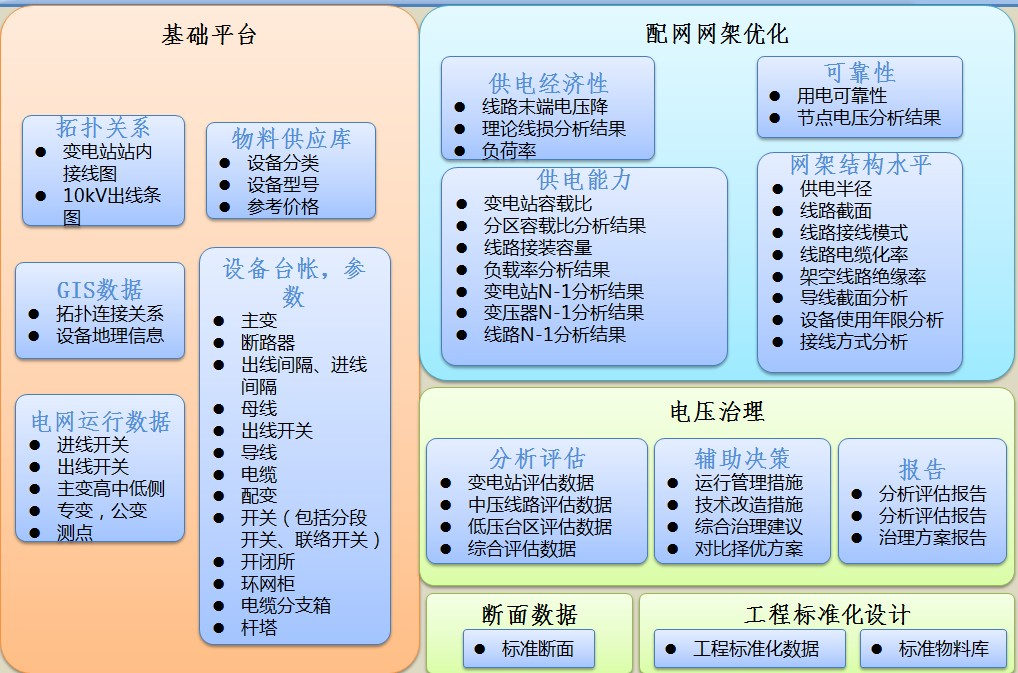 基础平台
拓扑关系
● 变电站站内
接线图
● 10kV出线条
图
物料供应库
● 设备分类
● 设备型号
● 参考价格
GIS数据
● 拓扑连接关系
● 设备地理信息
设备台帐，参
数
● 主变
● 断路器
● 出线间隔、进线
间隔
● 母线
● 出线开关
● 导线
● 电缆
● 配变
● 开关（包括分段
开关、联络开关）
● 开闭所
● 环网柜
● 电缆分支箱
● 杆塔
电网运行数据
● 进线开关
● 出线开关
● 主变高中低侧
● 专变，公变
● 测点
配网网架优化
供电经济性
● 线路末端电压降
● 理论线损分析结果
● 负荷率
可靠性
● 用电可靠性
● 节点电压分析结果
供电能力
● 变电站容载比
● 分区容载比分析结果
● 线路接装容量
● 负载率分析结果
● 变电站N-1分析结果
● 变压器N-1分析结果
● 线路N-1分析结果
网架结构水平
● 供电半径
● 线路截面
● 线路接线模式
● 线路电缆化率
● 架空线路绝缘率
● 导线截面分析
● 设备使用年限分析
● 接线方式分析
电压治理
分析评估
● 变电站评估数据
● 中压线路评估数据
● 低压台区评估数据
● 综合评估数据
辅助决策
● 运行管理措施
● 技术改造措施
● 综合治理建议
● 对比择优方案
报告
● 分析评估报告
● 分析评估报告
● 治理方案报告
断面数据
● 标准断面
工程标准化设计
● 工程标准化数据
● 标准物料库